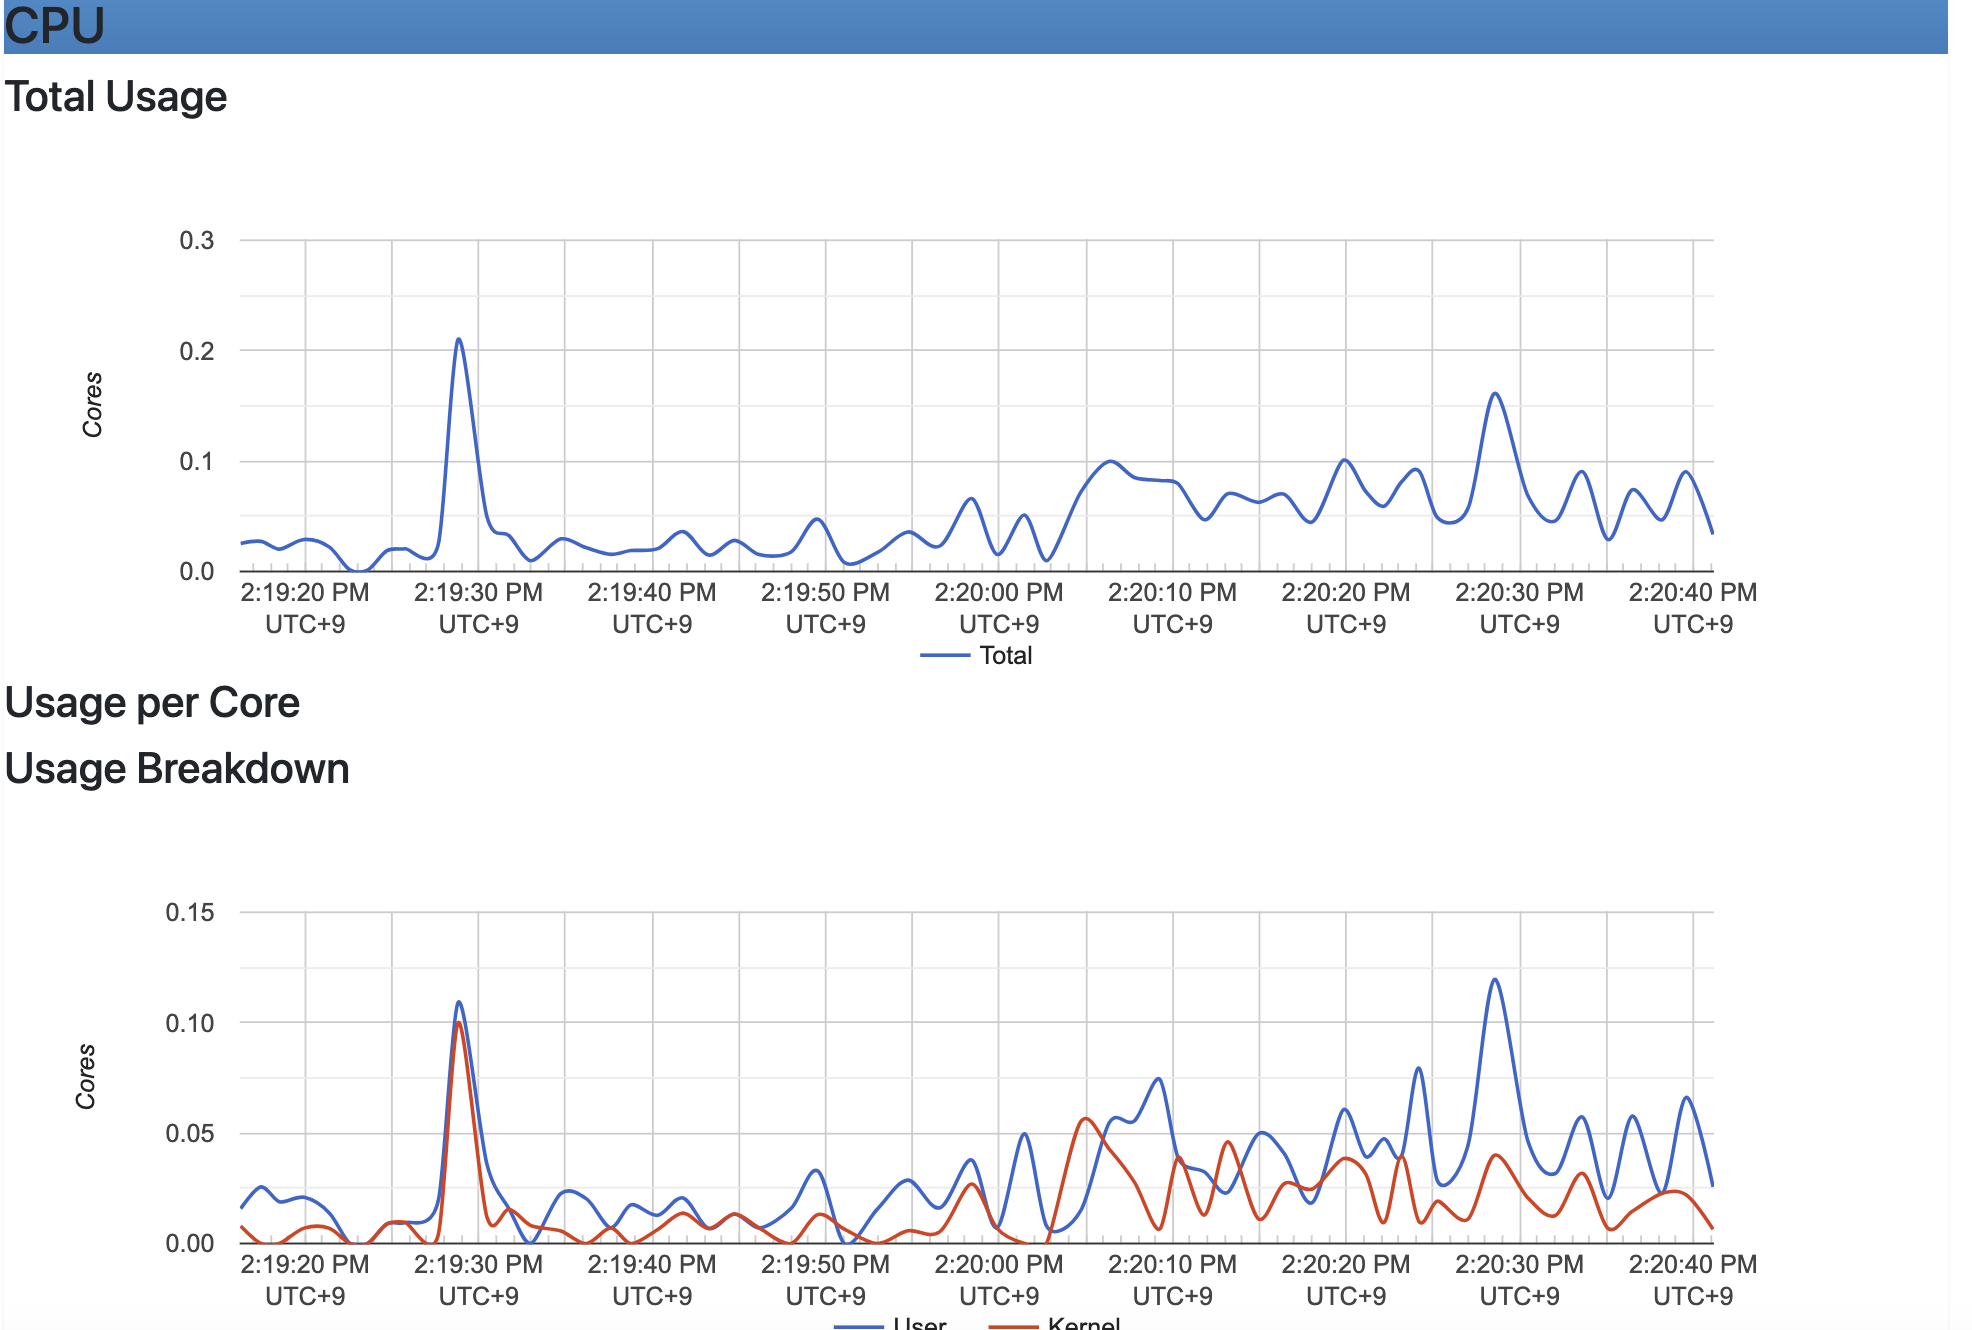 CPU
Total Usage
0.3
0.2
0.1
0.0
Cores
2:19:20 PM 2:19:30 PM 2:19:40 PM 2:19:50 PM 2:20:00 PM 2:20:10 PM 2:20:20 PM 2:20:30 PM 2:20:40 PM
UTC+9 UTC+9 UTC+9 UTC+9 UTC+9 UTC+9 UTC+9 UTC+9 UTC+9
Total
Usage per Core
Usage Breakdown
0.15
0.10
0.05
0.00
Cores
2:19:20 PM 2:19:30 PM 2:19:40 PM 2:19:50 PM 2:20:00 PM 2:20:10 PM 2:20:20 PM 2:20:30 PM 2:20:40 PM
UTC+9 UTC+9 UTC+9 UTC+9 UTC+9 UTC+9 UTC+9 UTC+9 UTC+9
User Kernel